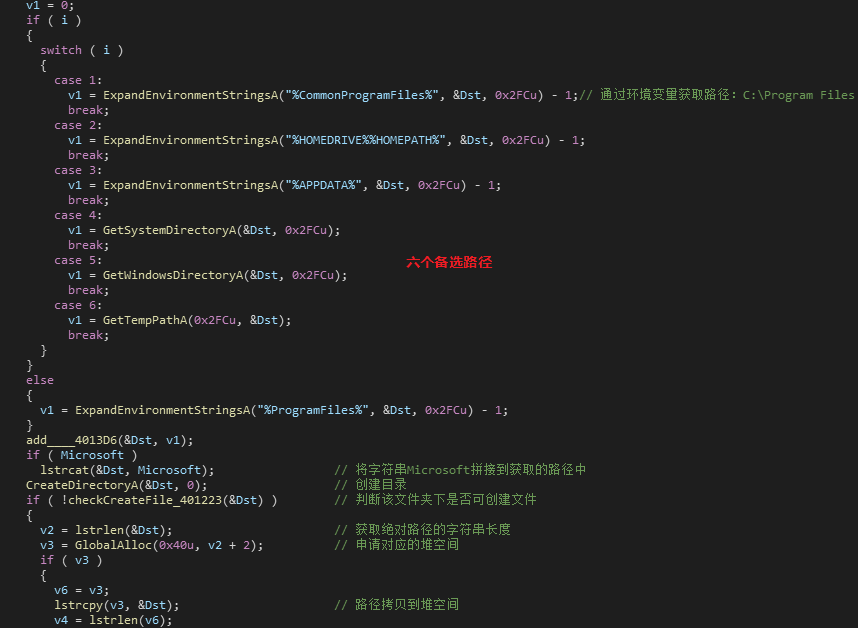 v1 = 0;
if ( i )
{
switch ( i )
{
case 1:
v1 = ExpandEnvironmentStringsA("%CommonProgramFiles%", &Dst, 0x2FCu) - 1;// 通过环境变量获取路径: C:\Program Files
break;
case 2:
v1 = ExpandEnvironmentStringsA("%HOMEDRIVE%%HOMEPATH%", &Dst, 0x2FCu) - 1;
break;
case 3:
v1 = ExpandEnvironmentStringsA("%APPDATA%", &Dst, 0x2FCu) - 1;
break;
case 4:
v1 = GetSystemDirectoryA(&Dst, 0x2FCu);
break;
case 5:
六个备选路径
v1 = GetWindowsDirectoryA(&Dst, 0x2FCu);
break;
case 6:
v1 = GetTempPathA(0x2FCu, &Dst);
break;
}
}
else
{
v1 = ExpandEnvironmentStringsA("%ProgramFiles%", &Dst, 0x2FCu) - 1;
}
add____4013D6(&Dst, v1);
if ( Microsoft )
lstrcat(&Dst, Microsoft); // 将字符串Microsoft拼接到获取的路径中
CreateDirectoryA(&Dst, 0); // 创建目录
if ( !checkCreateFile_401223(&Dst) ) // 判断该文件夹下是否可创建文件
{
v2 = lstrlen(&Dst); // 获取绝对路径的字符串长度
v3 = GlobalAlloc(0x40u, v2 + 2); // 申请对应的堆空间
if ( v3 )
{
v6 = v3;
lstrcpy(v3, &Dst); // 路径拷贝到堆空间
v4 = lstrlen(v6);